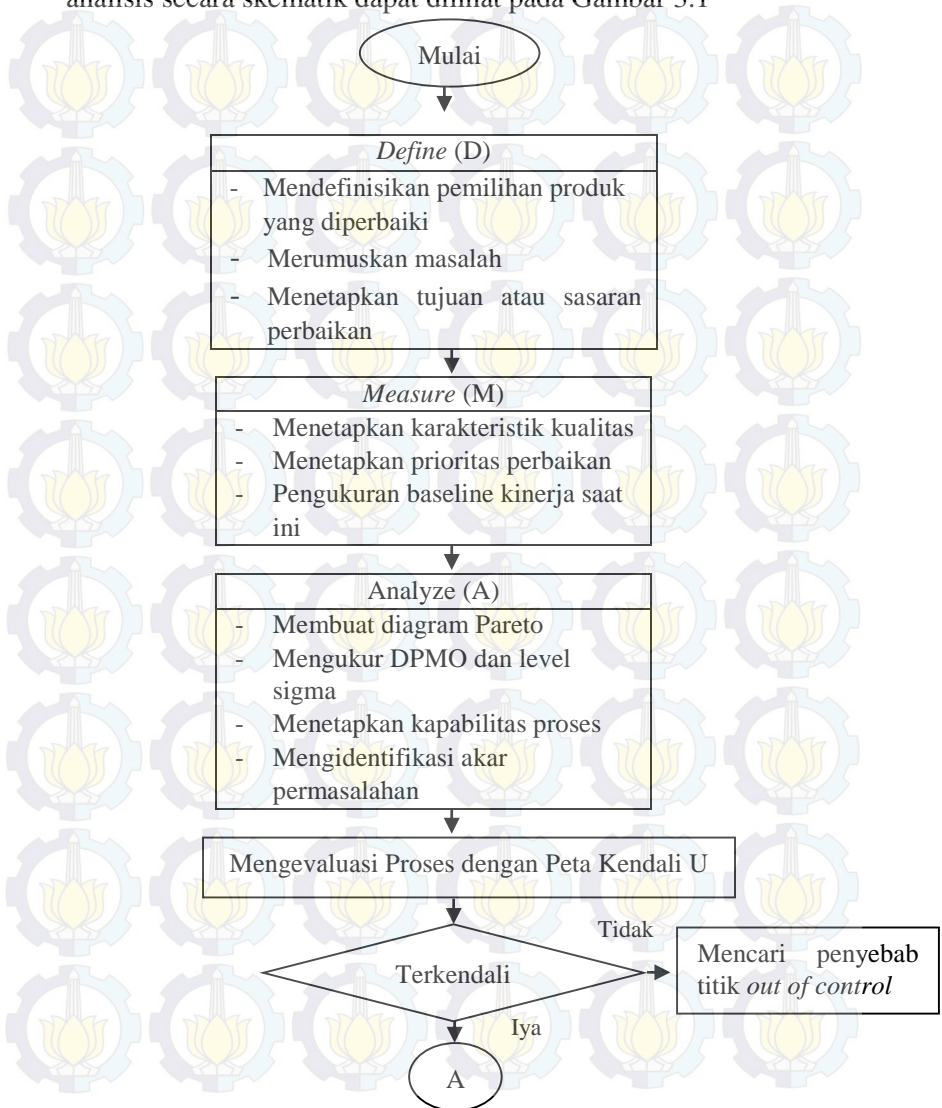 analisis secara skematik dapat dilihat pada Gambar 3.1
Mulai
Define (D)
- Mendefinisikan pemilihan produk
yang diperbaiki
- Merumuskan masalah
- Menetapkan tujuan atau sasaran
perbaikan
Measure (M)
- Menetapkan karakteristik kualitas
- Menetapkan prioritas perbaikan
- Pengukuran baseline kinerja saat
ini
Analyze (A)
- Membuat diagram Pareto
- Mengukur DPMO dan level
sigma
- Menetapkan kapabilitas proses
- Mengidentifikasi akar
permasalahan
Mengevaluasi Proses dengan Peta Kendali U
Terkendali
Tidak
Mencari penyebab
titik out of control
Iya
A